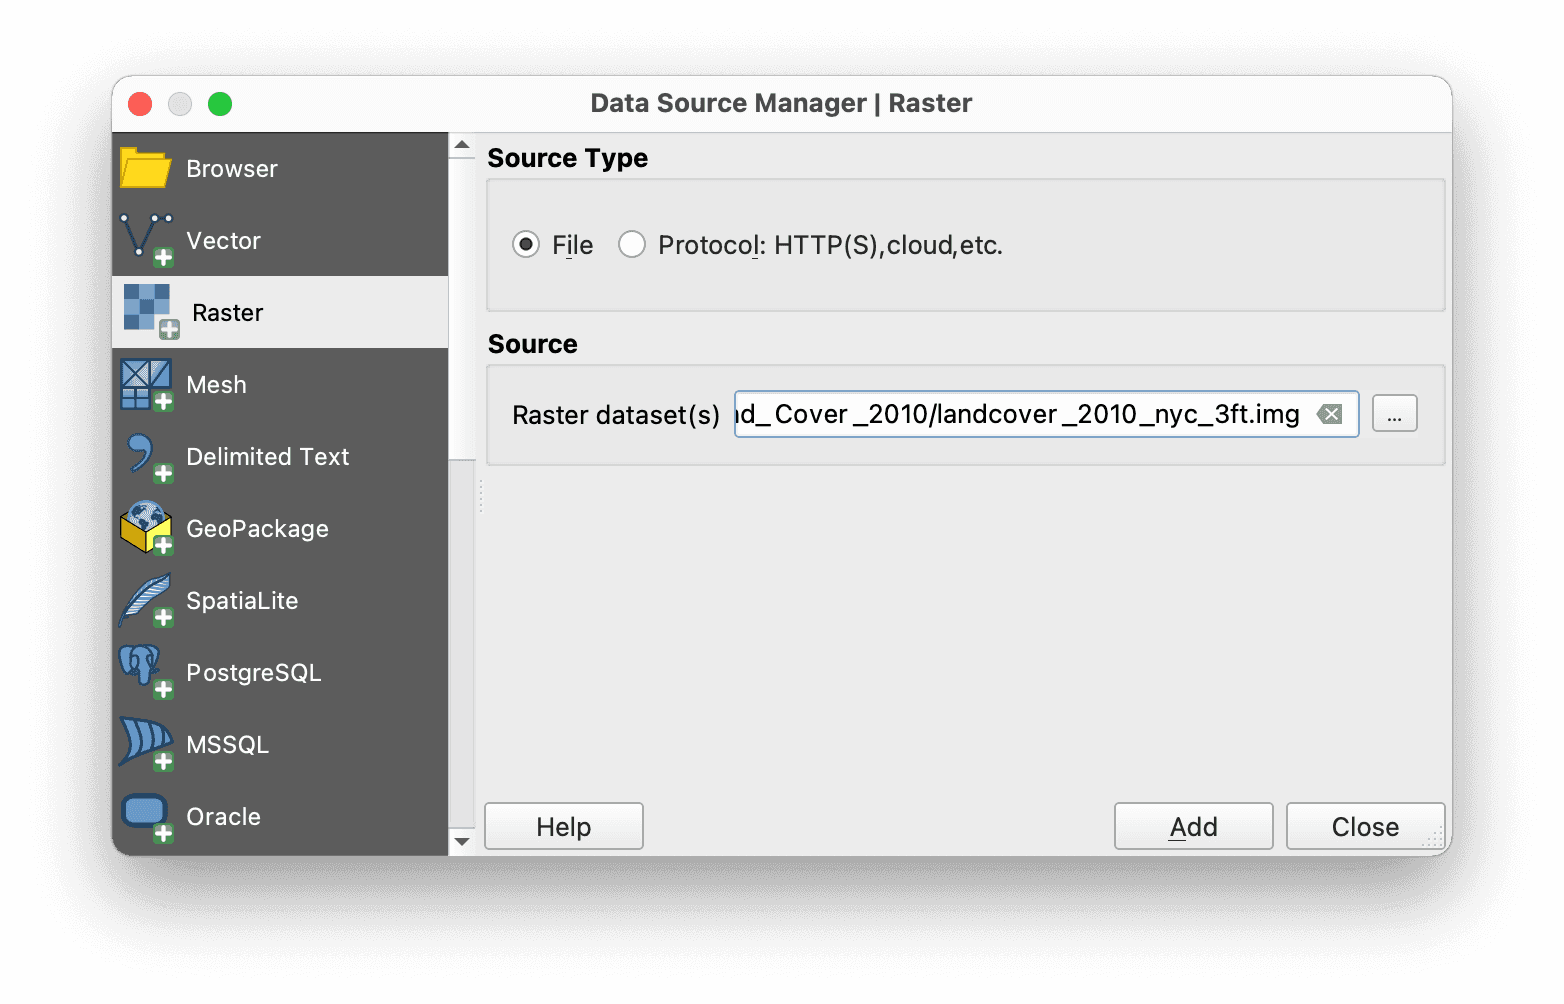 Data Source Manager | Raster
Browser
Vector
Raster
Mesh
Delimited Text
GeoPackage
SpatiaLite
PostgreSQL
MSSQL
Oracle
Source Type
File
Protocol: HTTP(S),cloud,etc.
Source
Raster dataset(s)
d_Cover_2010/landcover_2010_nyc_3ft.img
...
Help
Add
Close